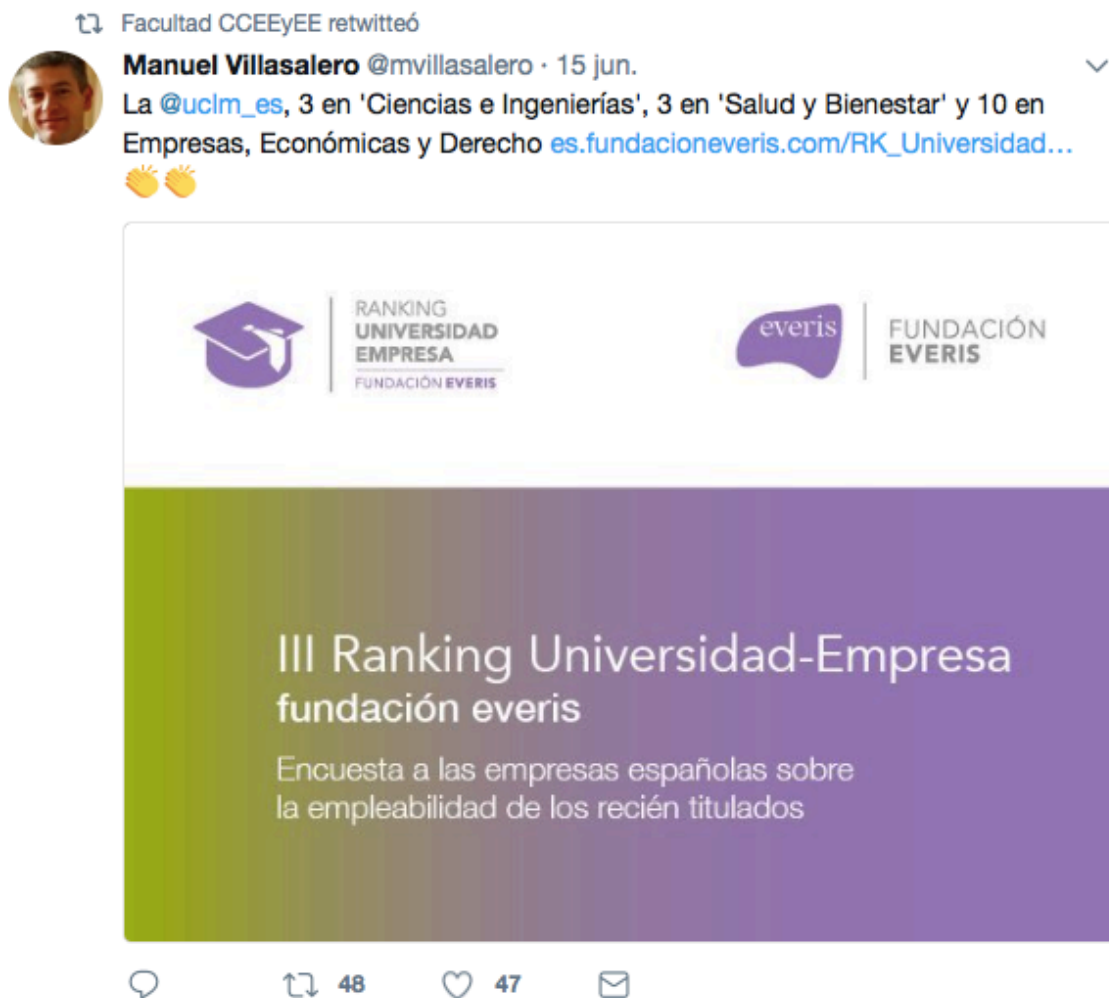 Facultad CCEEyEE retwitteó
Manuel Villasalero @mvillasalero · 15 jun.
La @uclm_es, 3 en 'Ciencias e Ingenierías', 3 en 'Salud y Bienestar' y 10 en
Empresas, Económicas y Derecho es.fundacioneveris.com/RK_Universidad…
👏👏
RANKING
UNIVERSIDAD
EMPRESA
FUNDACIÓN EVERIS
everis
FUNDACIÓN
EVERIS
III Ranking Universidad-Empresa
fundación everis
Encuesta a las empresas españolas sobre
la empleabilidad de los recién titulados
48 47